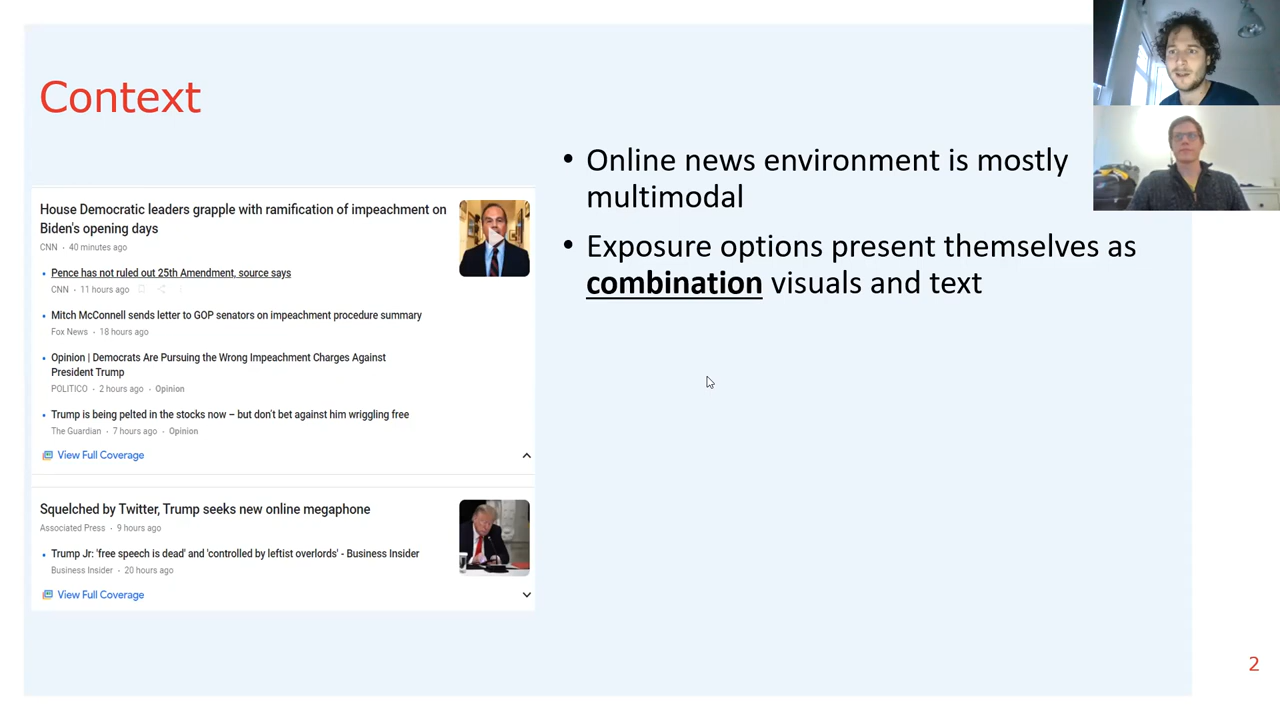 Context
House Democratic leaders grapple with ramification of impeachment on
Biden's opening days
CNN • 40 minutes ago
• Pence has not ruled out 25th Amendment, source says
CNN • 11 hours ago
• Mitch McConnell sends letter to GOP senators on impeachment procedure summary
Fox News • 18 hours ago
• Opinion | Democrats Are Pursuing the Wrong Impeachment Charges Against
President Trump
POLITICO • 2 hours ago • Opinion
• Trump is being pelted in the stocks now – but don't bet against him wriggling free
The Guardian • 7 hours ago • Opinion
View Full Coverage
Squelched by Twitter, Trump seeks new online megaphone
Associated Press • 9 hours ago
• Trump Jr: 'free speech is dead' and 'controlled by leftist overlords' - Business Insider
Business Insider • 20 hours ago
View Full Coverage
• Online news environment is mostly
multimodal
• Exposure options present themselves as
combination visuals and text
2